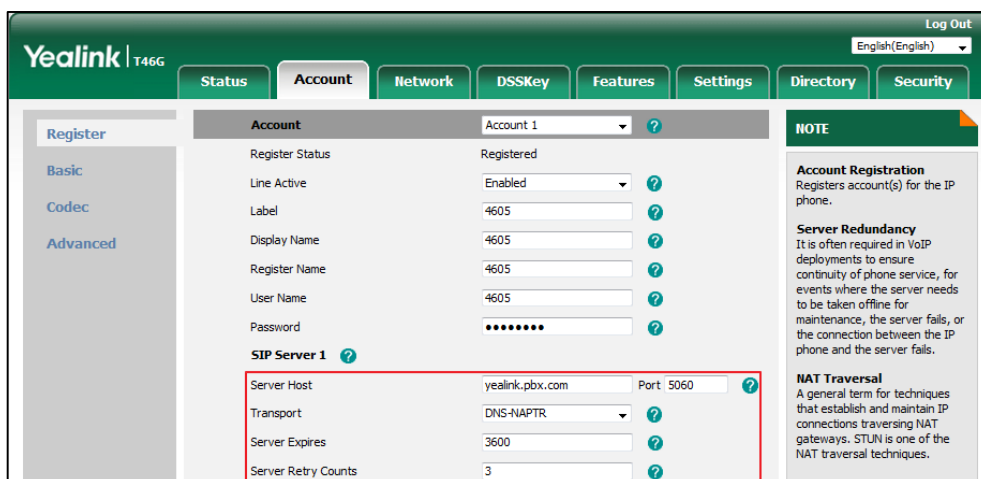 Log Out
Yealink T46G
English(English)
Status Account Network DSSKey Features Settings Directory Security
Register
Basic
Codec
Advanced
Account Account 1 ?
Register Status Registered
Line Active Enabled ?
Label 4605 ?
Display Name 4605 ?
Register Name 4605 ?
User Name 4605 ?
Password •••••••• ?
SIP Server 1 ?
Server Host yealink.pbx.com Port 5060 ?
Transport DNS-NAPTR ?
Server Expires 3600 ?
Server Retry Counts 3 ?
NOTE
Account Registration
Registers account(s) for the IP
phone.
Server Redundancy
It is often required in VoIP
deployments to ensure
continuity of phone service, for
events where the server needs
to be taken offline for
maintenance, the server fails, or
the connection between the IP
phone and the server fails.
NAT Traversal
A general term for techniques
that establish and maintain IP
connections traversing NAT
gateways. STUN is one of the
NAT traversal techniques.